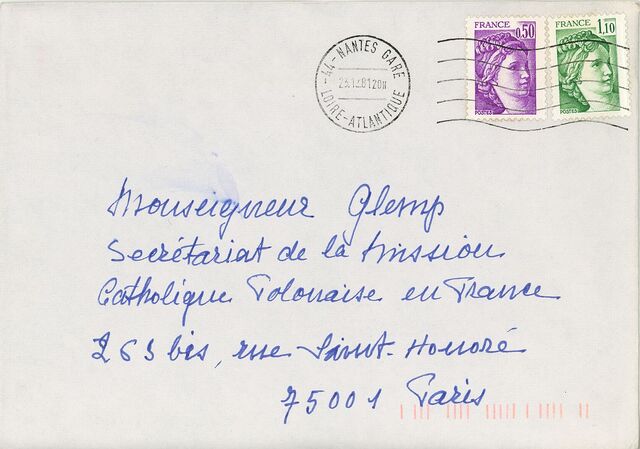 FRANCE 0,50
POSTES
FRANCE 1,10
POSTES
44-NANTES GARE
LOIRE-ATLANTIQUE
Monseigneur Glemp
Secrétariat de la Mission
Catholique Polonaise en France
263 bis, rue Saint-Honoré
75001 Paris